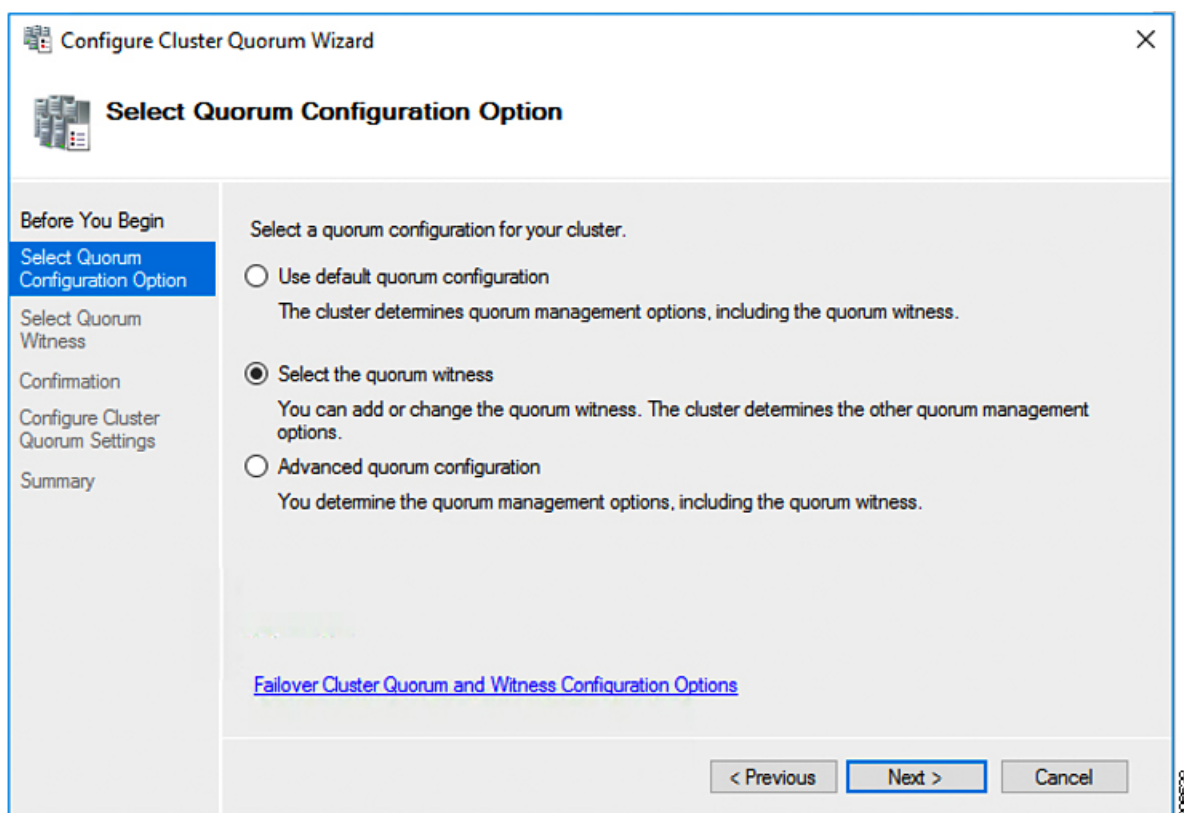 Configure Cluster Quorum Wizard
Select Quorum Configuration Option
Before You Begin
Select Quorum
Configuration Option
Select Quorum
Witness
Confirmation
Configure Cluster
Quorum Settings
Summary
Select a quorum configuration for your cluster.
Use default quorum configuration
The cluster determines quorum management options, including the quorum witness.
Select the quorum witness
You can add or change the quorum witness. The cluster determines the other quorum management
options.
Advanced quorum configuration
You determine the quorum management options, including the quorum witness.
Failover Cluster Quorum and Witness Configuration Options
< Previous
Next >
Cancel